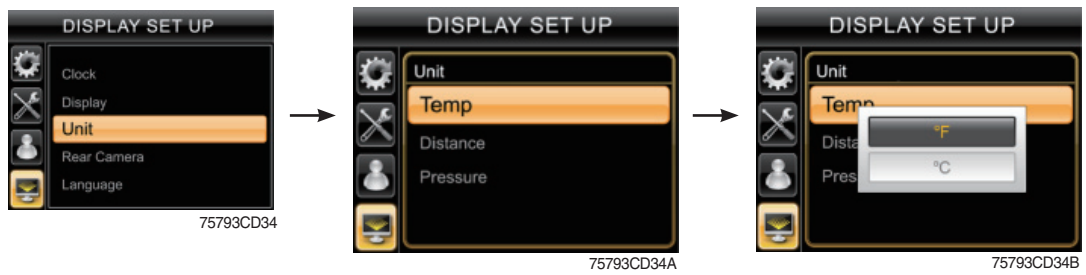 DISPLAY SET UP
Clock
Display
Unit
Rear Camera
Language
75793CD34
DISPLAY SET UP
Unit
Temp
Distance
Pressure
75793CD34A
DISPLAY SET UP
Unit
Temp
Dista
Pres
°F
°C
75793CD34B